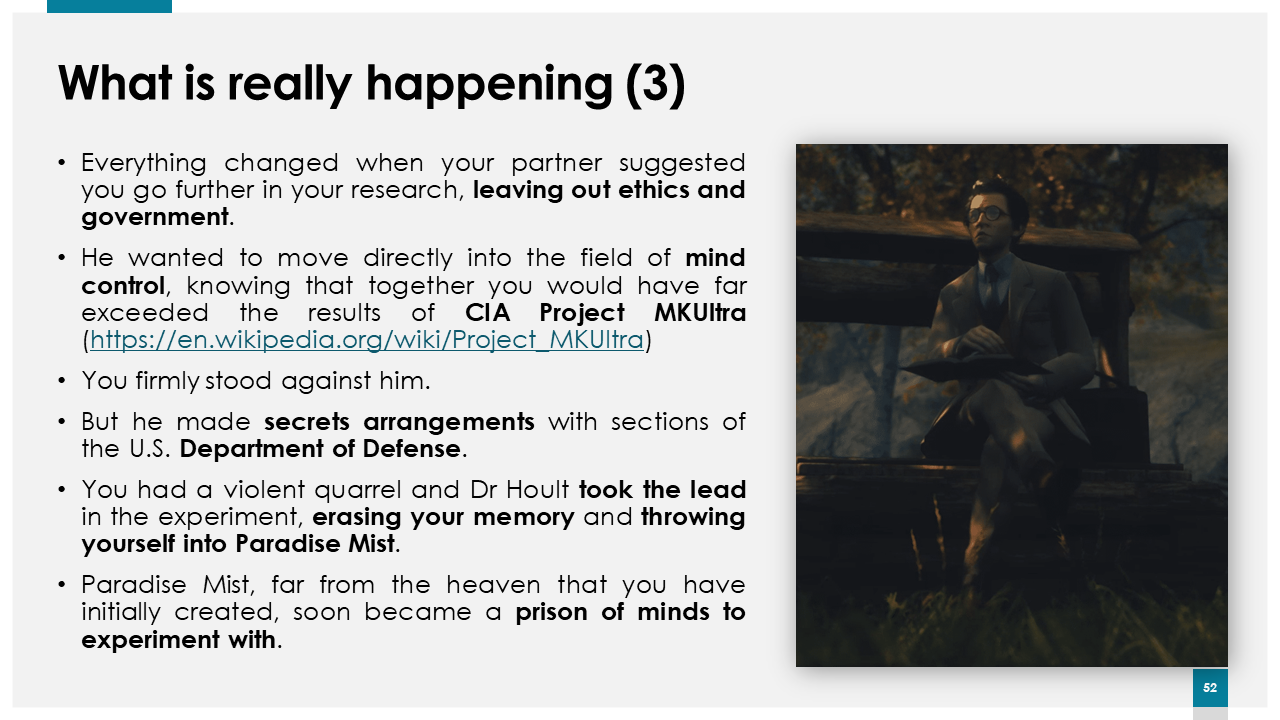 What is really happening (3)
• Everything changed when your partner suggested
you go further in your research, leaving out ethics and
government.
• He wanted to move directly into the field of mind
control, knowing that together you would have far
exceeded the results of CIA Project MKUltra
(https://en.wikipedia.org/wiki/Project_MKUltra)
• You firmly stood against him.
• But he made secrets arrangements with sections of
the U.S. Department of Defense.
• You had a violent quarrel and Dr Hoult took the lead
in the experiment, erasing your memory and throwing
yourself into Paradise Mist.
• Paradise Mist, far from the heaven that you have
initially created, soon became a prison of minds to
experiment with.
52